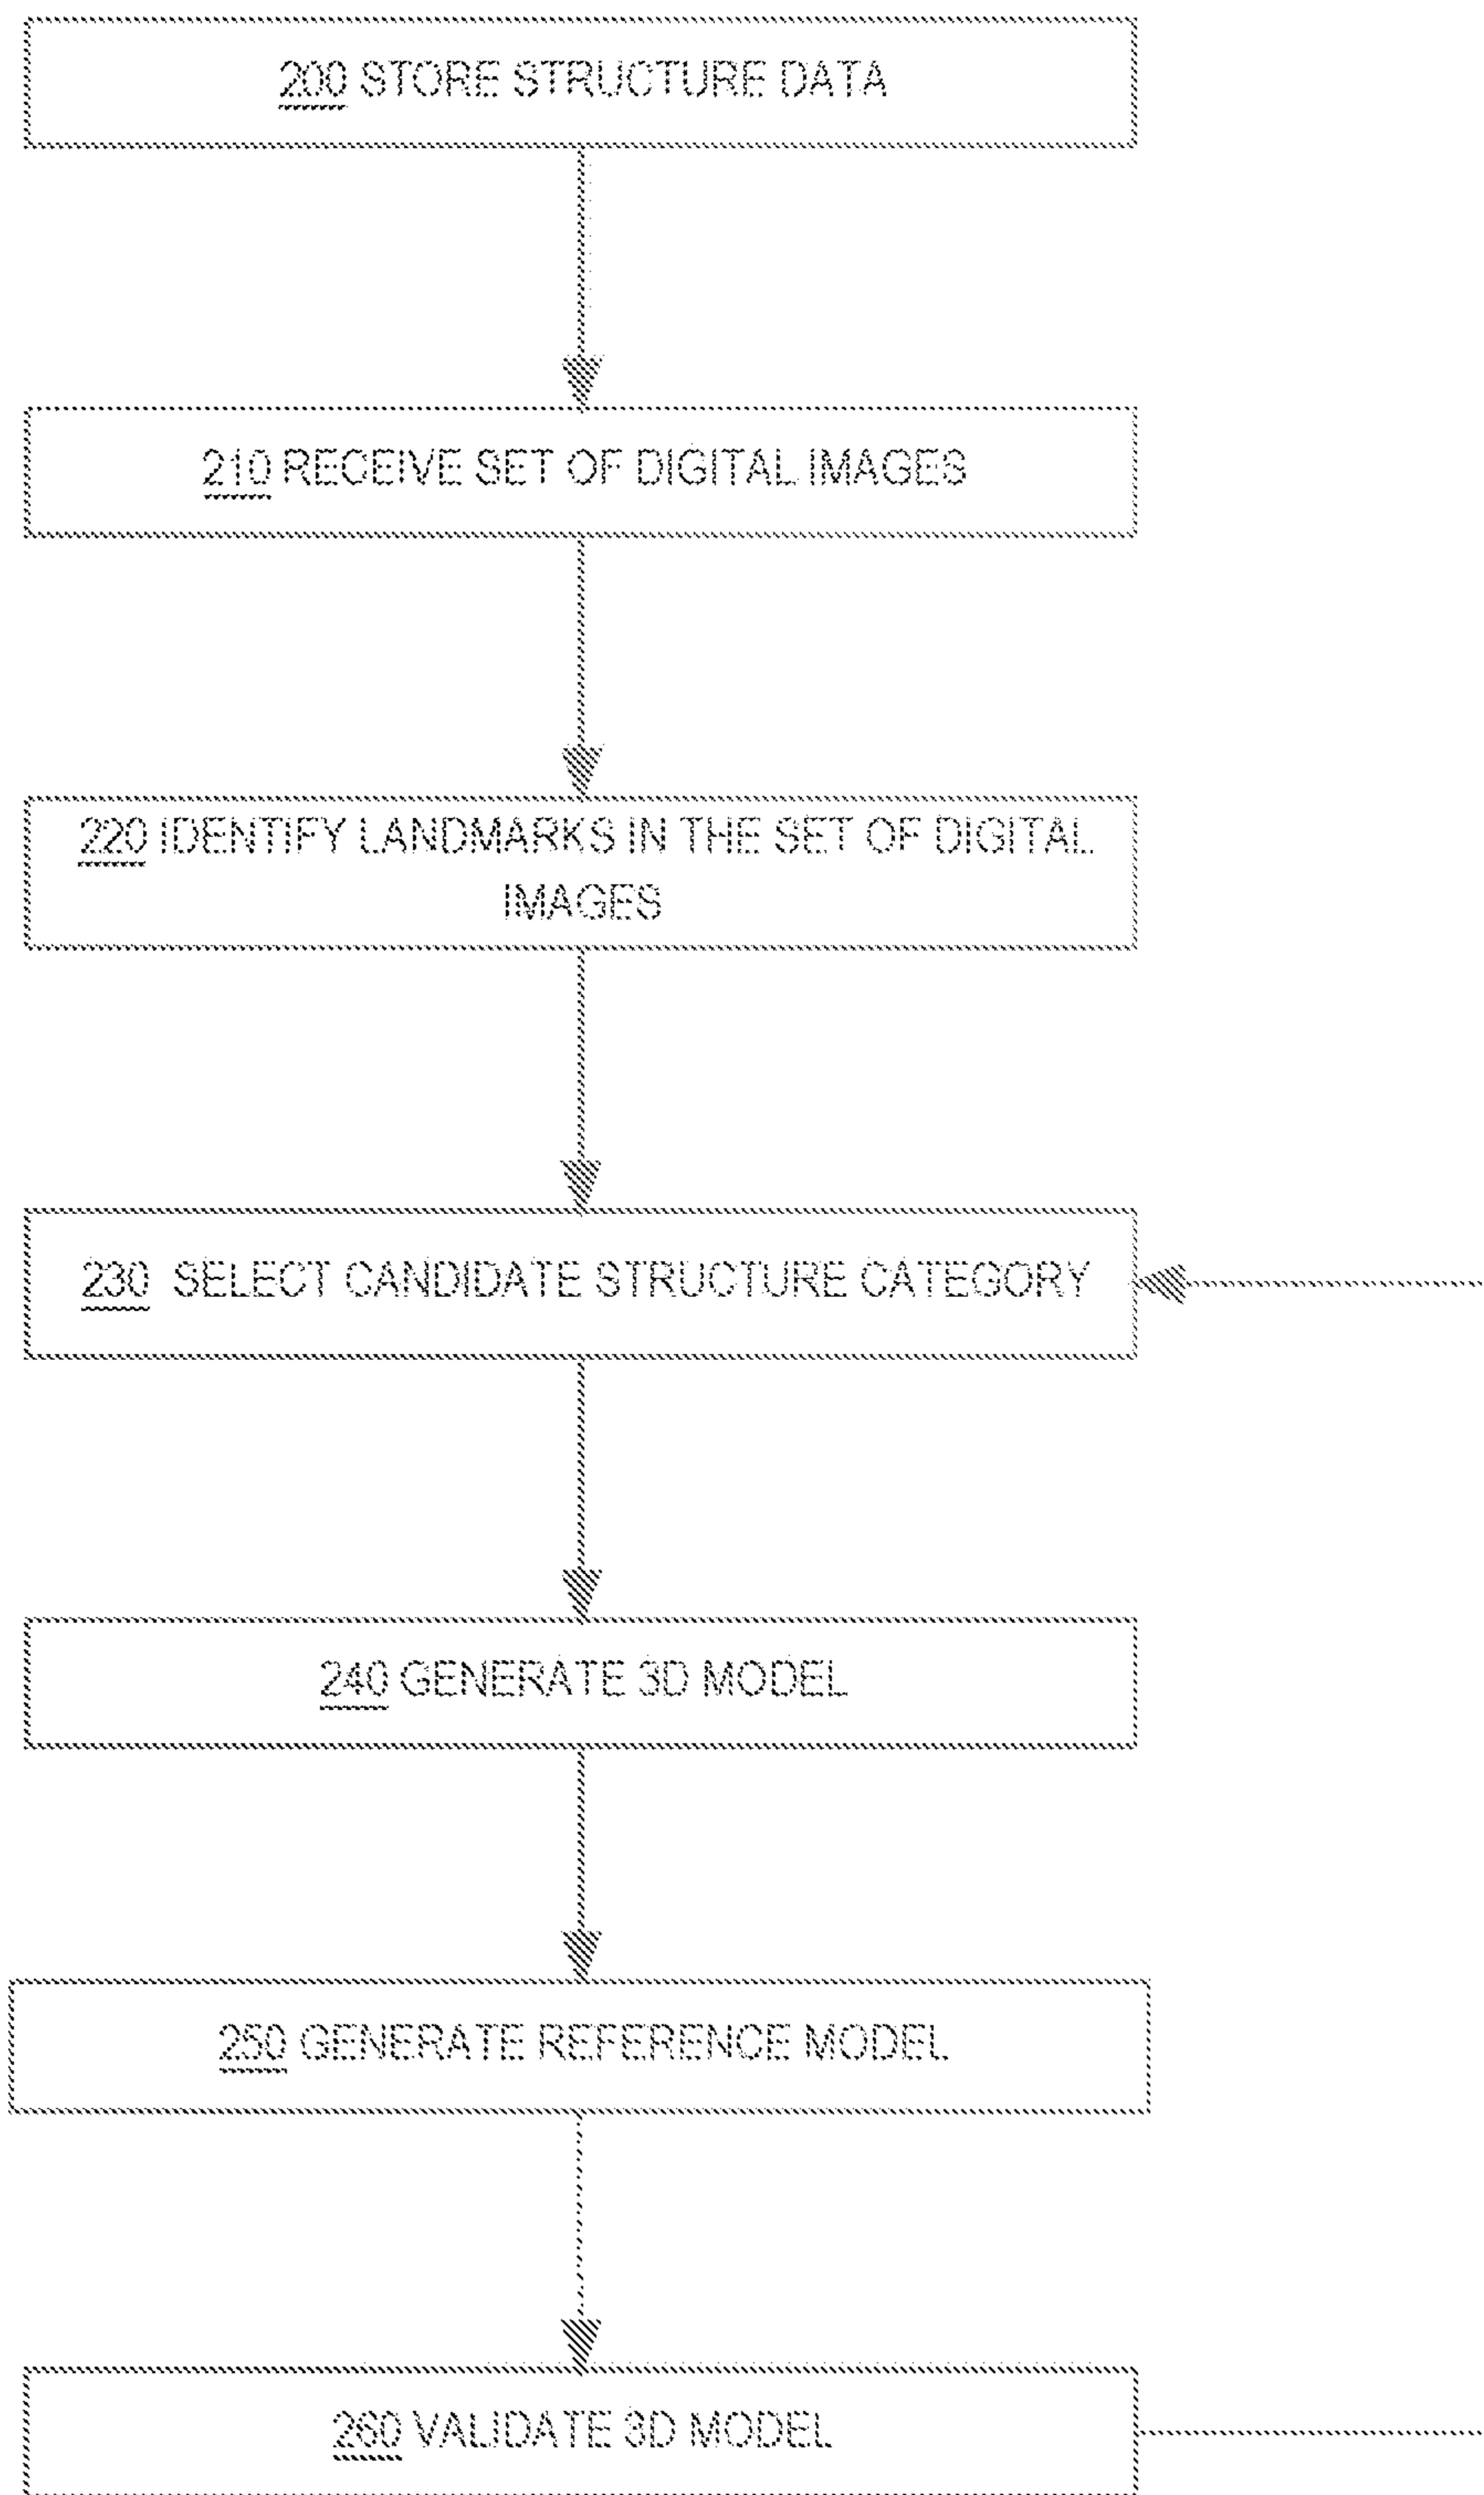 200 STORE STRUCTURE DATA
210 RECEIVE SET OF DIGITAL IMAGES
220 IDENTIFY LANDMARKS IN THE SET OF DIGITAL
IMAGES
230 SELECT CANDIDATE STRUCTURE CATEGORY
240 GENERATE 3D MODEL
250 GENERATE REFERENCE MODEL
260 VALIDATE 3D MODEL